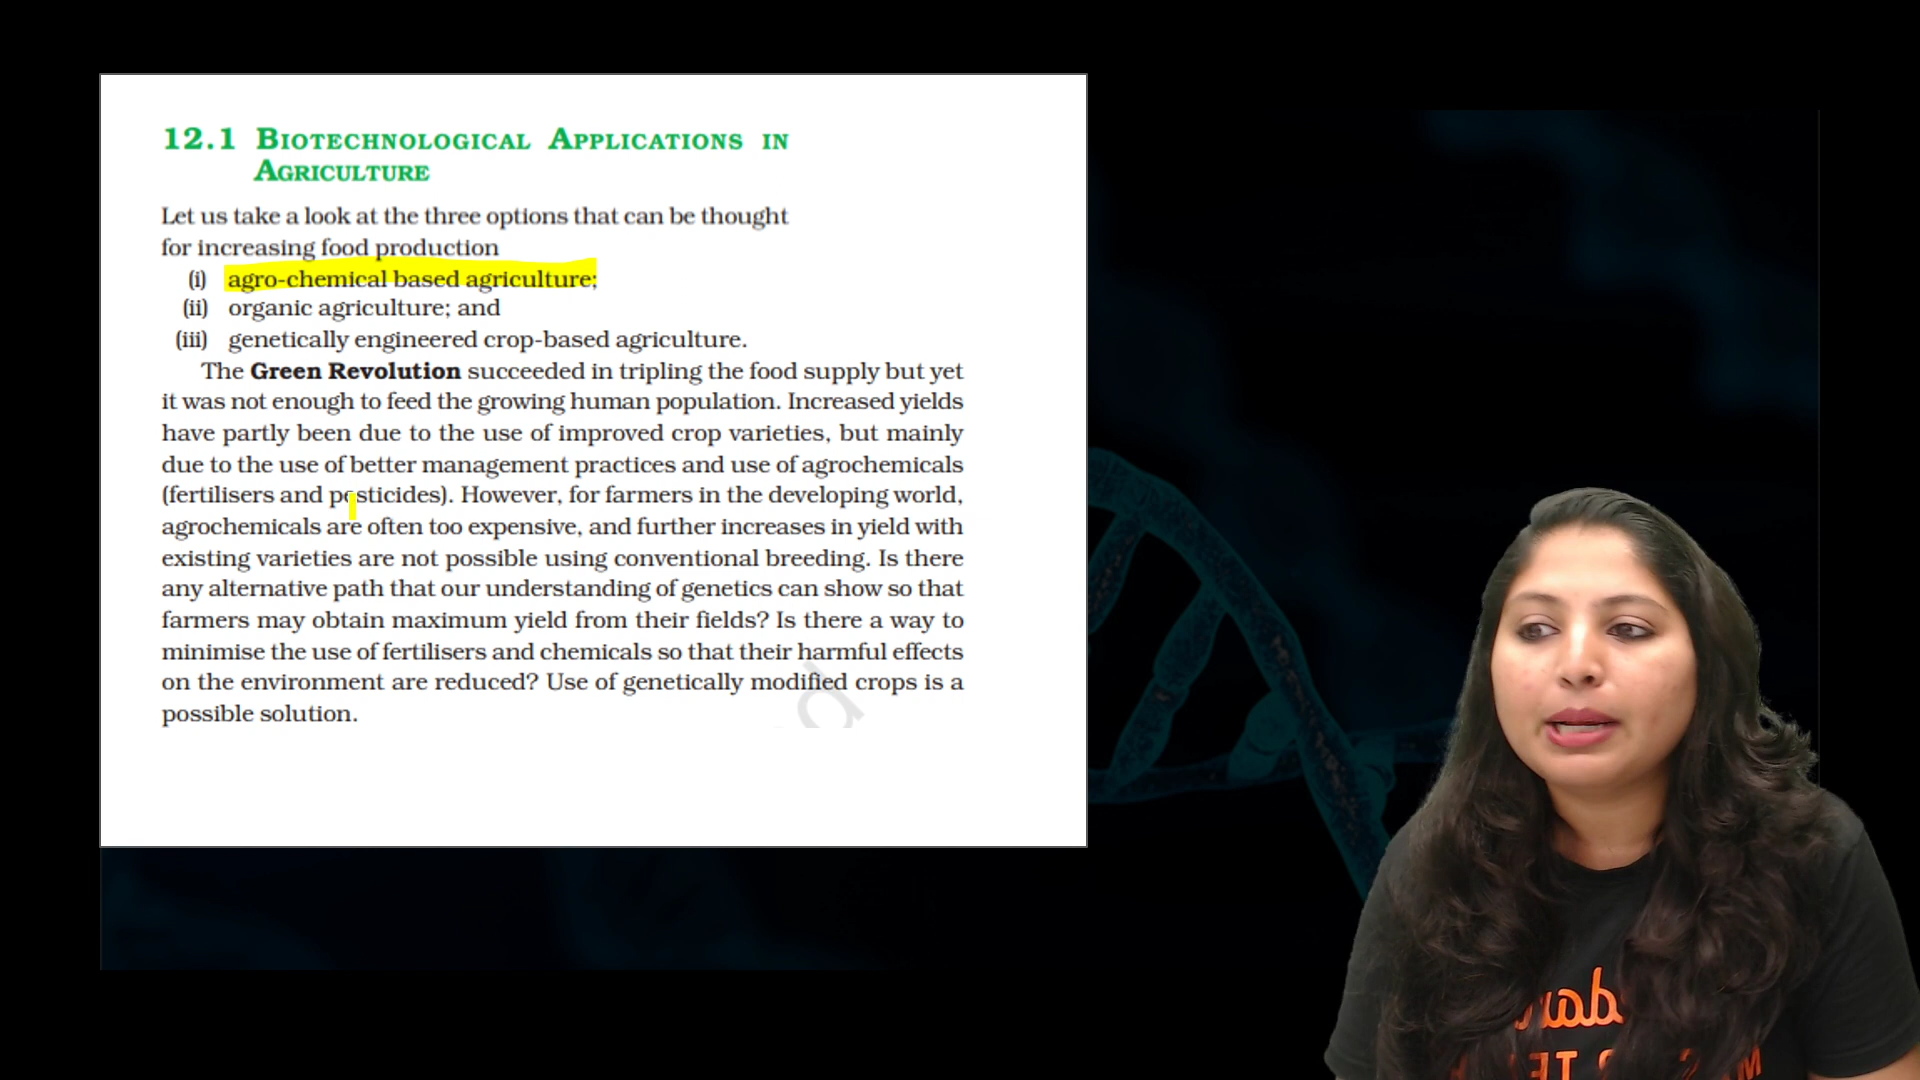 12.1 BIOTECHNOLOGICAL APPLICATIONS IN
AGRICULTURE
Let us take a look at the three options that can be thought
for increasing food production
(i) agro-chemical based agriculture;
(ii) organic agriculture; and
(iii) genetically engineered crop-based agriculture.
The Green Revolution succeeded in tripling the food supply but yet
it was not enough to feed the growing human population. Increased yields
have partly been due to the use of improved crop varieties, but mainly
due to the use of better management practices and use of agrochemicals
(fertilisers and pesticides). However, for farmers in the developing world,
agrochemicals are often too expensive, and further increases in yield with
existing varieties are not possible using conventional breeding. Is there
any alternative path that our understanding of genetics can show so that
farmers may obtain maximum yield from their fields? Is there a way to
minimise the use of fertilisers and chemicals so that their harmful effects
on the environment are reduced? Use of genetically modified crops is a
possible solution.